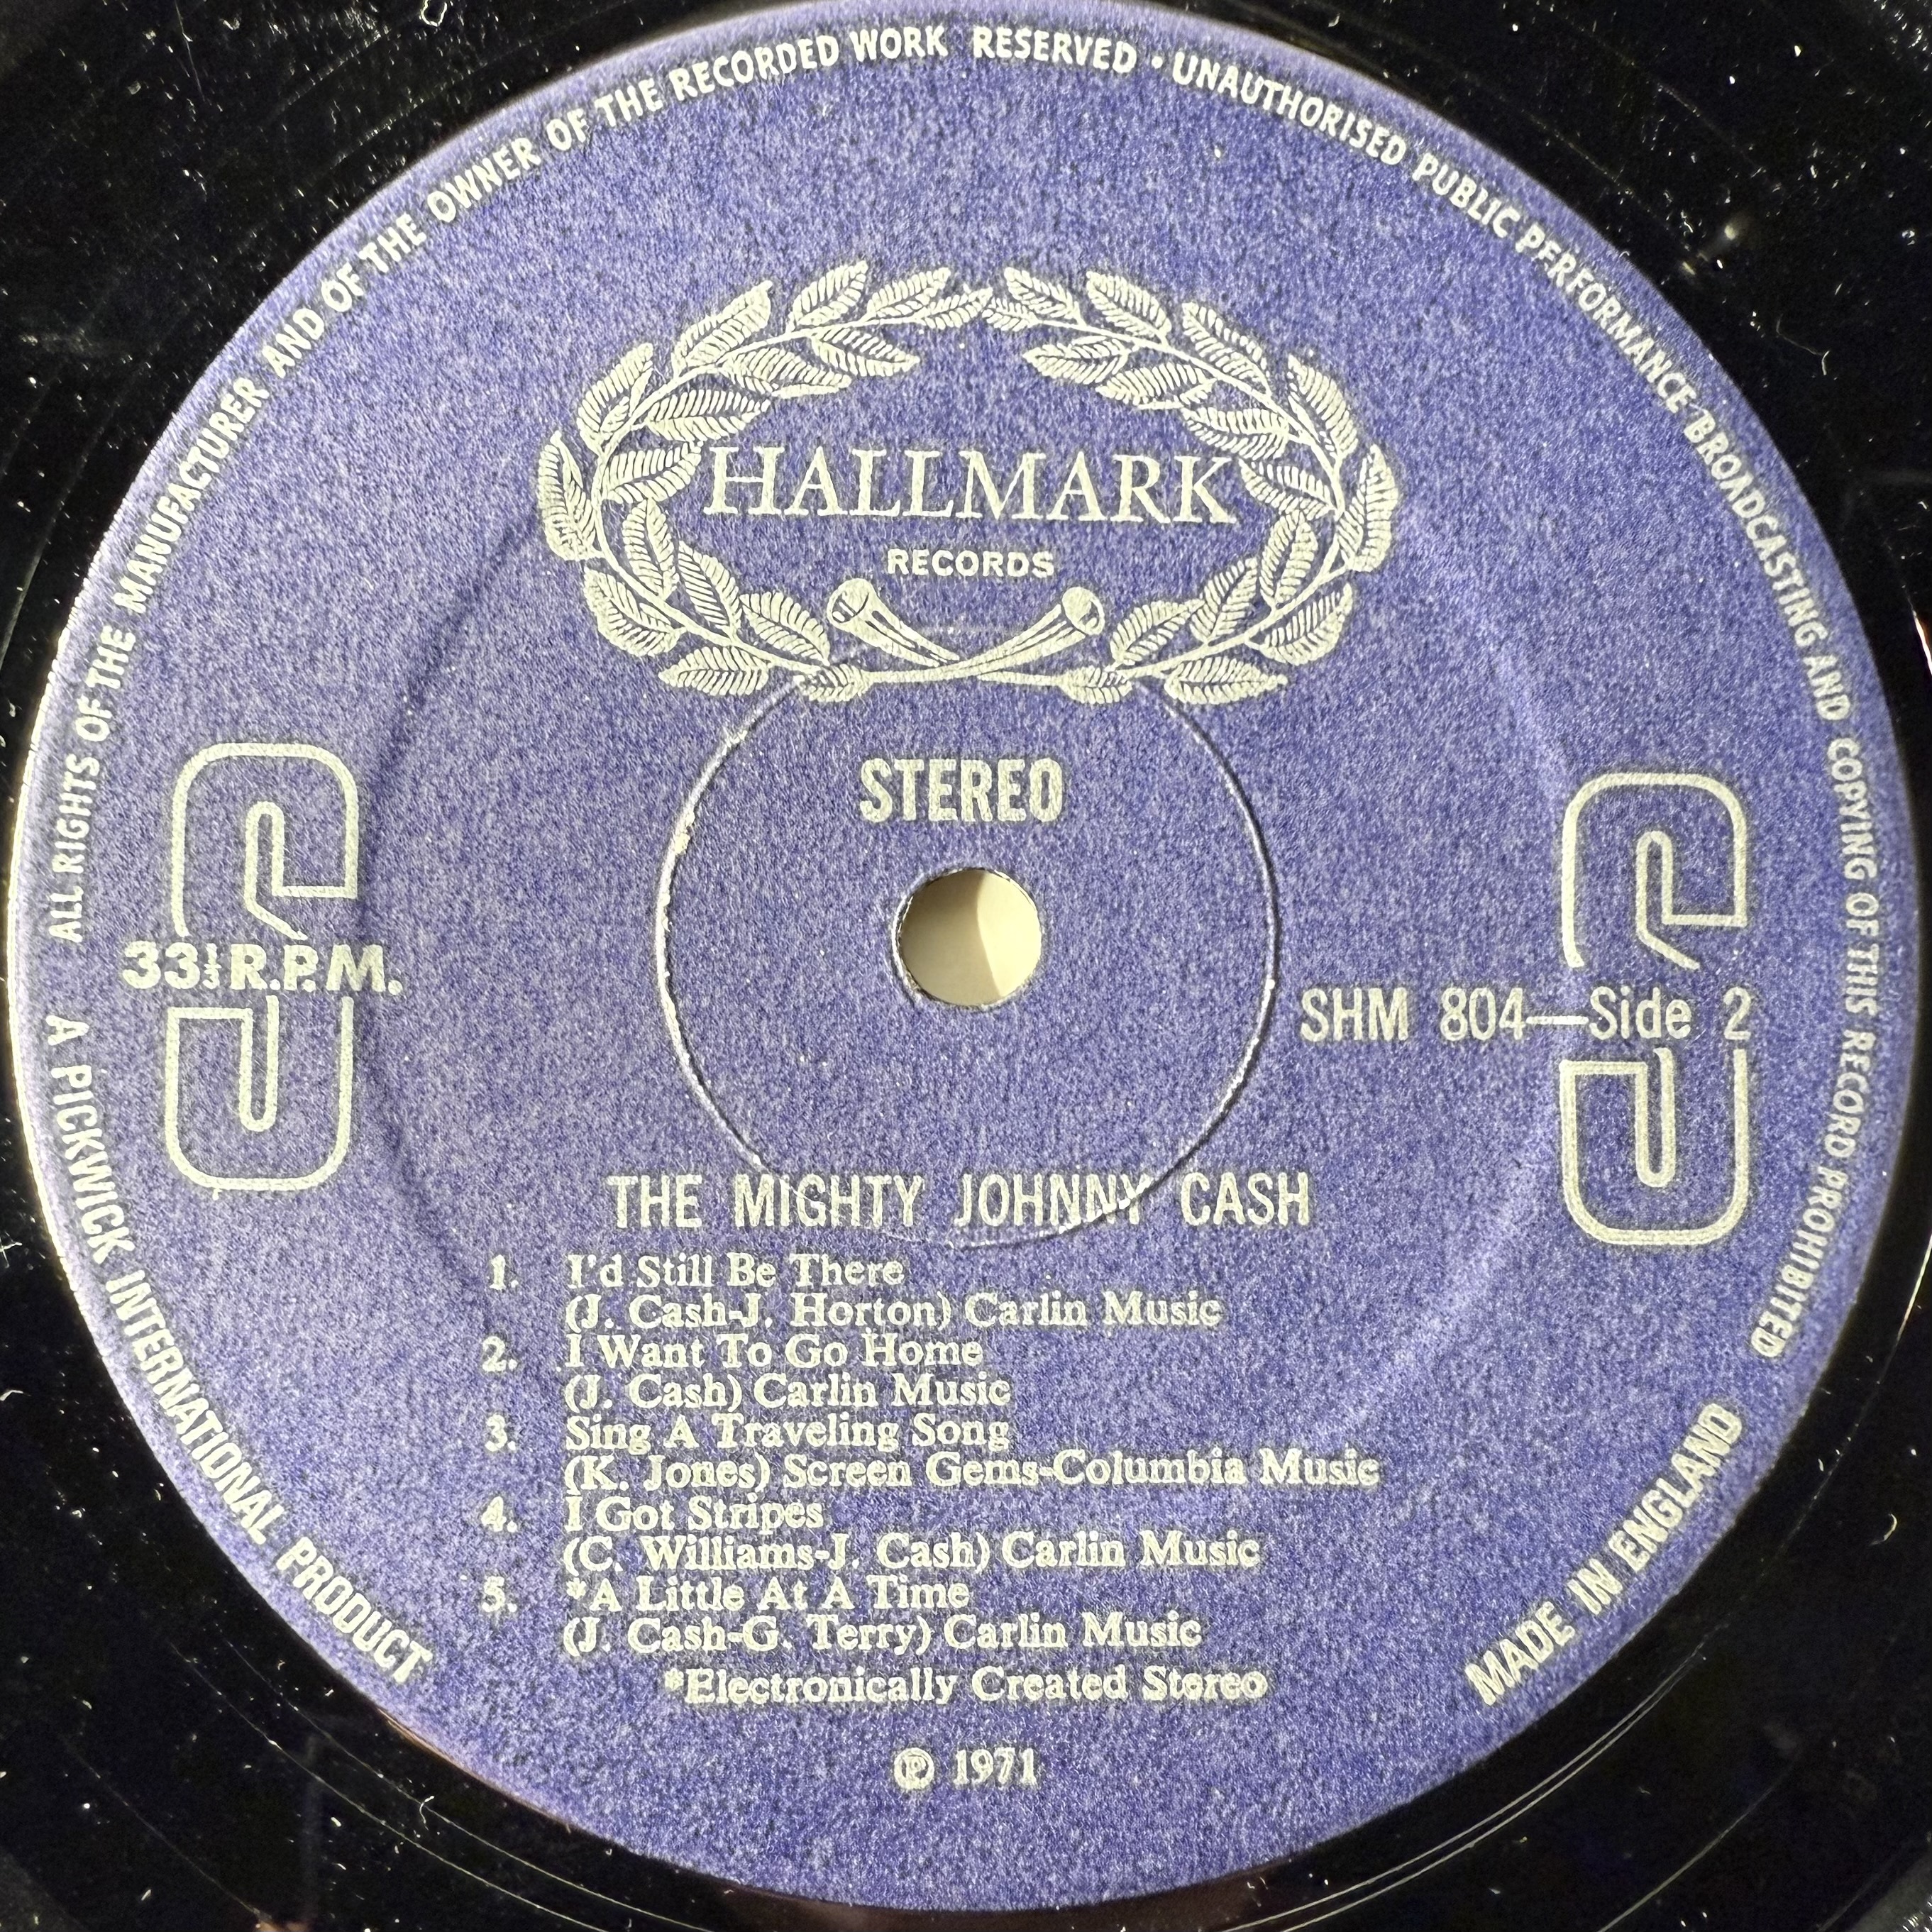 ALL RIGHTS OF THE MANUFACTURER AND OF THE OWNER OF THE RECORDED WORK RESERVED · UNAUTHORISED PUBLIC PERFORMANCE BROADCASTING AND COPYING OF THIS RECORD PROHIBITED
HALLMARK
RECORDS
STEREO
S
33⅓ R.P.M.
S
SHM 804—Side 2
THE MIGHTY JOHNNY CASH
1. I'd Still Be There
(J. Cash-J. Horton) Carlin Music
2. I Want To Go Home
(J. Cash) Carlin Music
3. Sing A Traveling Song
(K. Jones) Screen Gems-Columbia Music
4. I Got Stripes
(C. Williams-J. Cash) Carlin Music
5. *A Little At A Time
(J. Cash-G. Terry) Carlin Music
*Electronically Created Stereo
℗ 1971
A PICKWICK INTERNATIONAL PRODUCT
MADE IN ENGLAND